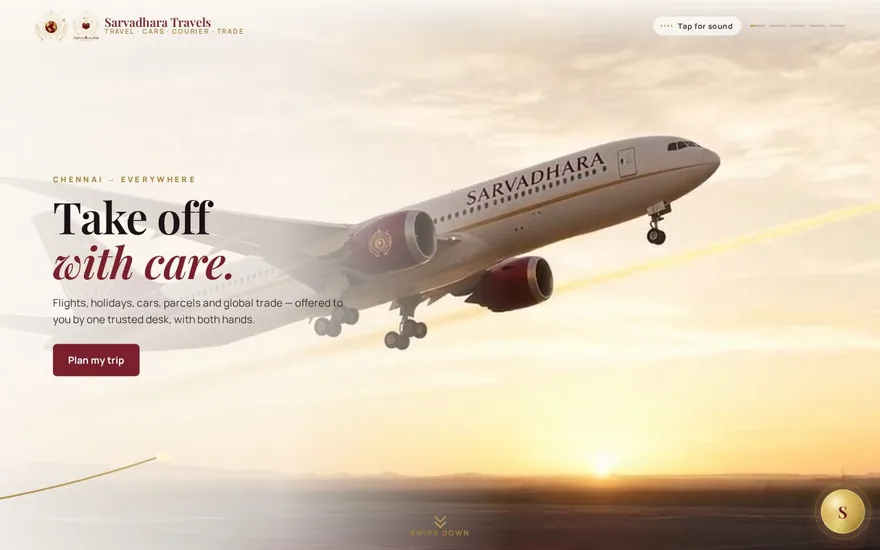 Sarvadhara Travels
TRAVEL · CARS · COURIER · TRADE
Tap for sound
SARVADHARA
CHENNAI → EVERYWHERE
Take off
with care.
Flights, holidays, cars, parcels and global trade — offered to
you by one trusted desk, with both hands.
Plan my trip
S
SWIPE DOWN